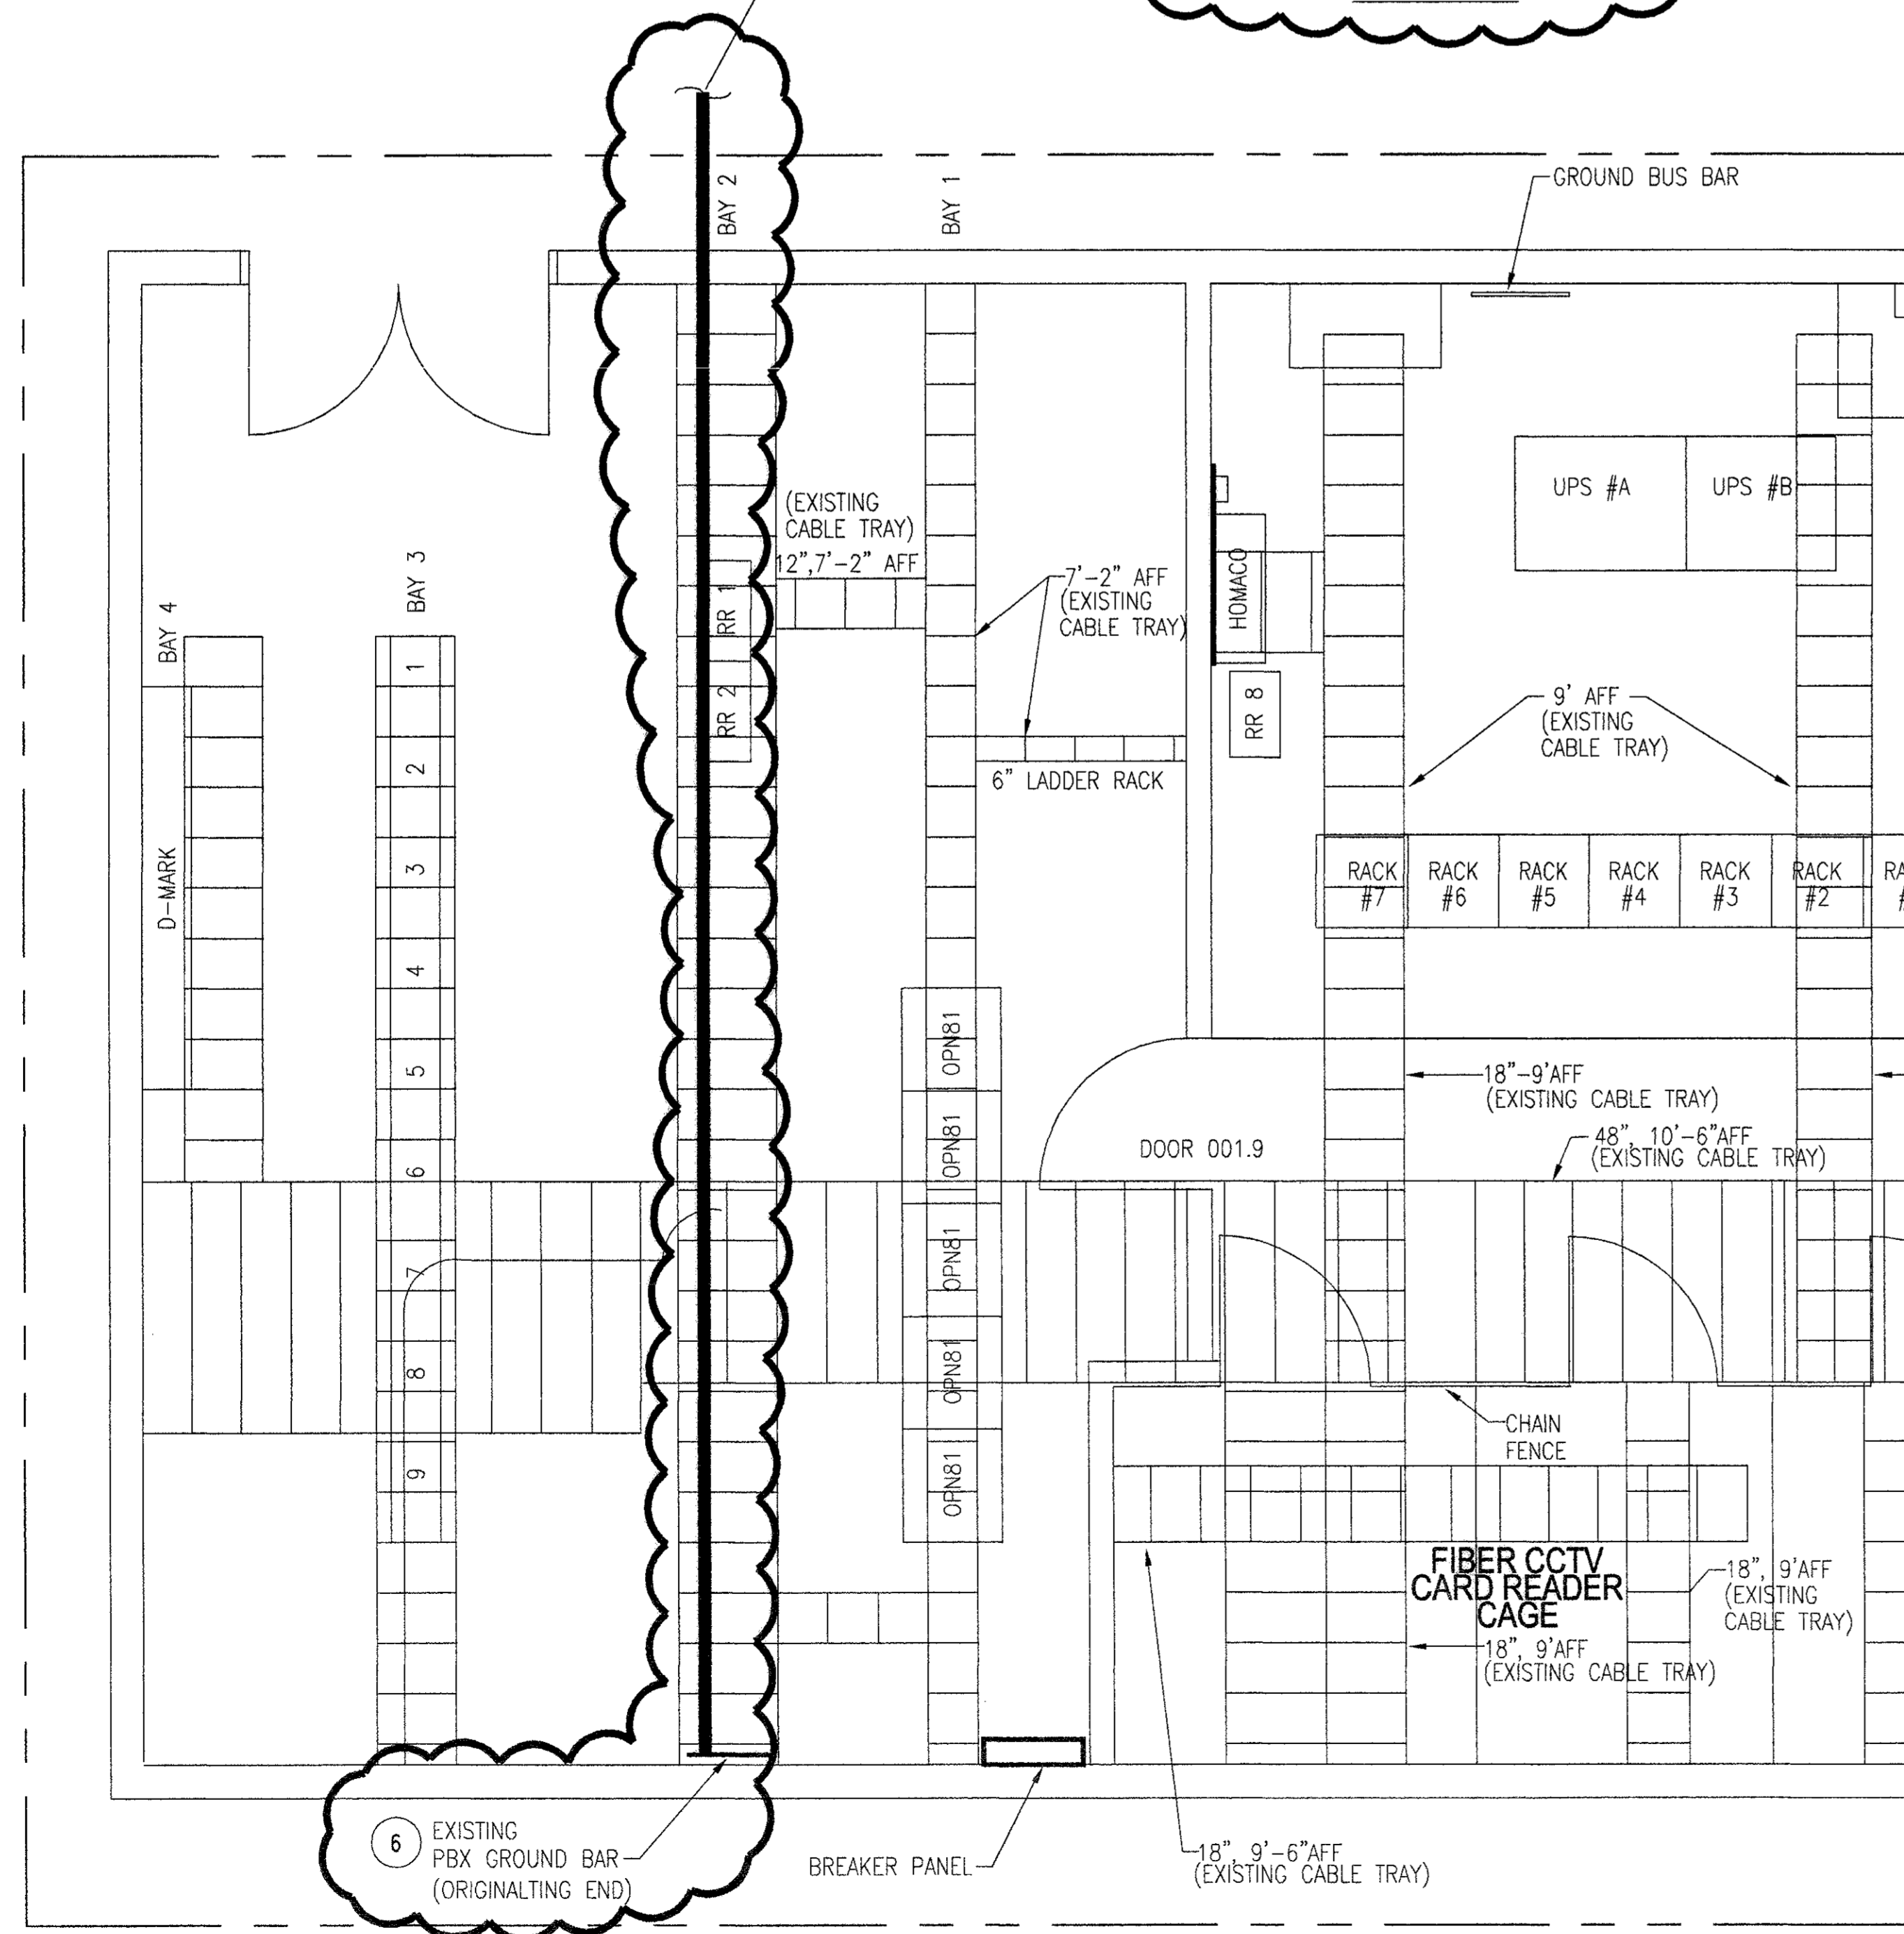 GROUND BUS BAR
BAY 2
BAY 1
UPS #A
UPS #B
(EXISTING
CABLE TRAY)
12",7'-2" AFF
BAY 3
BAY 4
RR 1
RR 2
7'-2" AFF
(EXISTING
CABLE TRAY)
HOMACO
RR 8
9' AFF
(EXISTING
CABLE TRAY)
6" LADDER RACK
D-MARK
1
2
3
4
5
6
7
8
9
RACK
#7
RACK
#6
RACK
#5
RACK
#4
RACK
#3
RACK
#2
RA
#
OPN81
OPN81
OPN81
OPN81
OPN81
18"-9'AFF
(EXISTING CABLE TRAY)
DOOR 001.9
48", 10'-6"AFF
(EXISTING CABLE TRAY)
CHAIN
FENCE
FIBER CCTV
CARD READER
CAGE
18", 9'AFF
(EXISTING
CABLE TRAY)
18", 9'AFF
(EXISTING CABLE TRAY)
6
EXISTING
PBX GROUND BAR
(ORIGINALTING END)
BREAKER PANEL
18", 9'-6"AFF
(EXISTING CABLE TRAY)